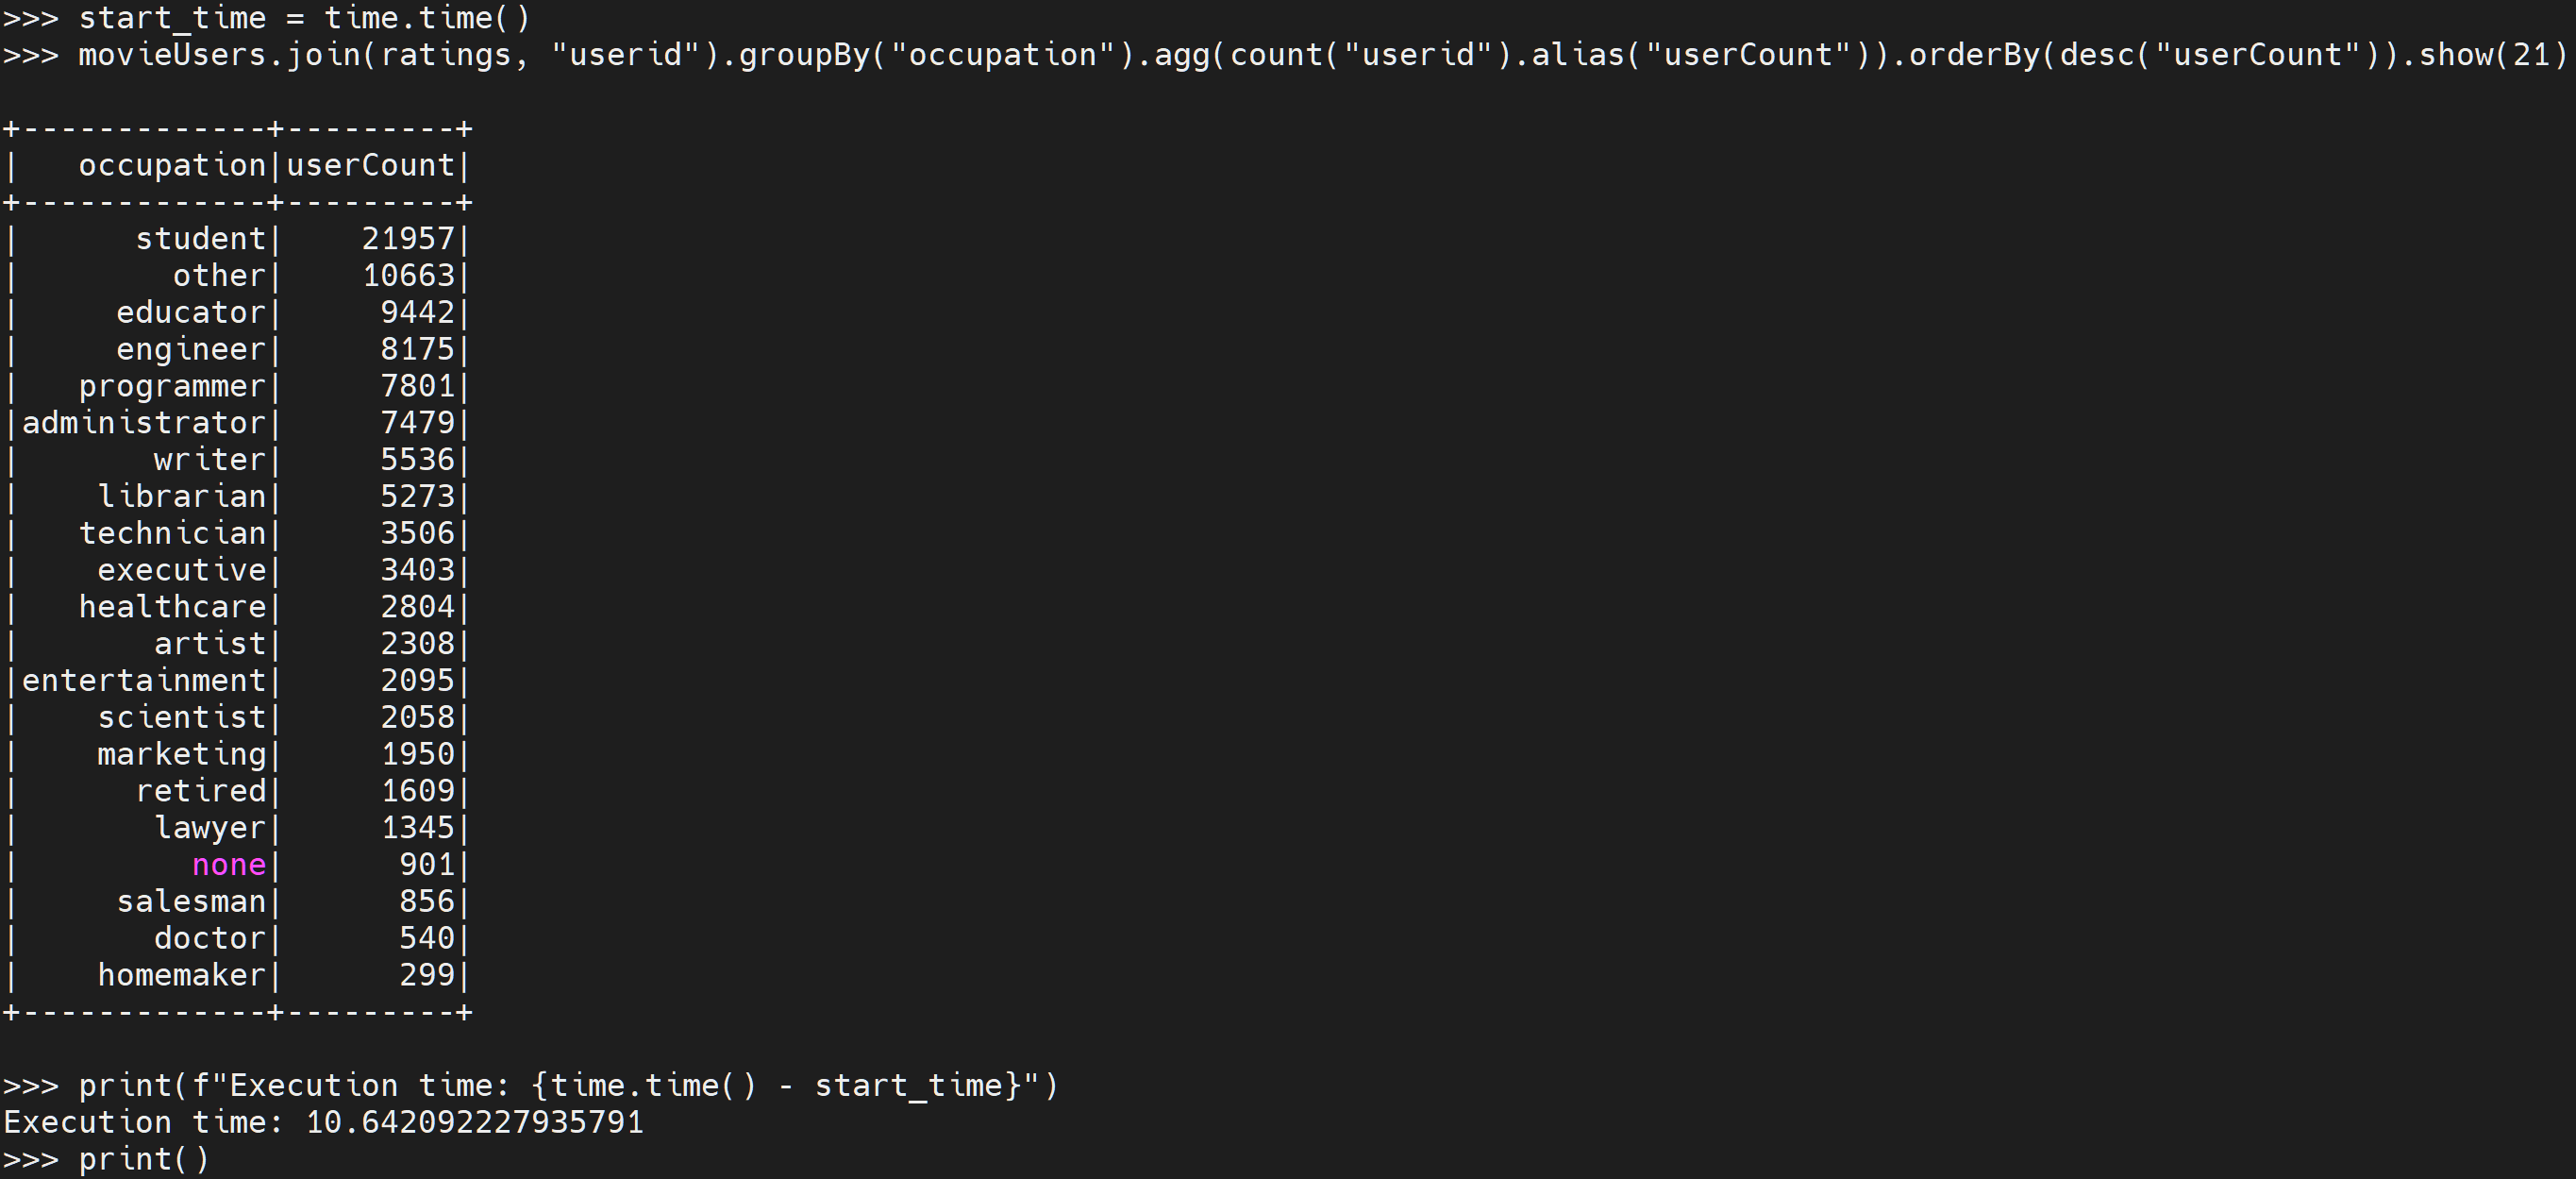 >>> start_time = time.time()
>>> movieUsers.join(ratings, "userid").groupBy("occupation").agg(count("userid").alias("userCount")).orderBy(desc("userCount")).show(21)
+-------------+---------+
|   occupation|userCount|
+-------------+---------+
|      student|    21957|
|        other|    10663|
|     educator|     9442|
|     engineer|     8175|
|   programmer|     7801|
|administrator|     7479|
|       writer|     5536|
|    librarian|     5273|
|   technician|     3506|
|    executive|     3403|
|   healthcare|     2804|
|       artist|     2308|
|entertainment|     2095|
|    scientist|     2058|
|    marketing|     1950|
|      retired|     1609|
|       lawyer|     1345|
|         none|      901|
|     salesman|      856|
|       doctor|      540|
|    homemaker|      299|
+-------------+---------+
>>> print(f"Execution time: {time.time() - start_time}")
Execution time: 10.642092227935791
>>> print()